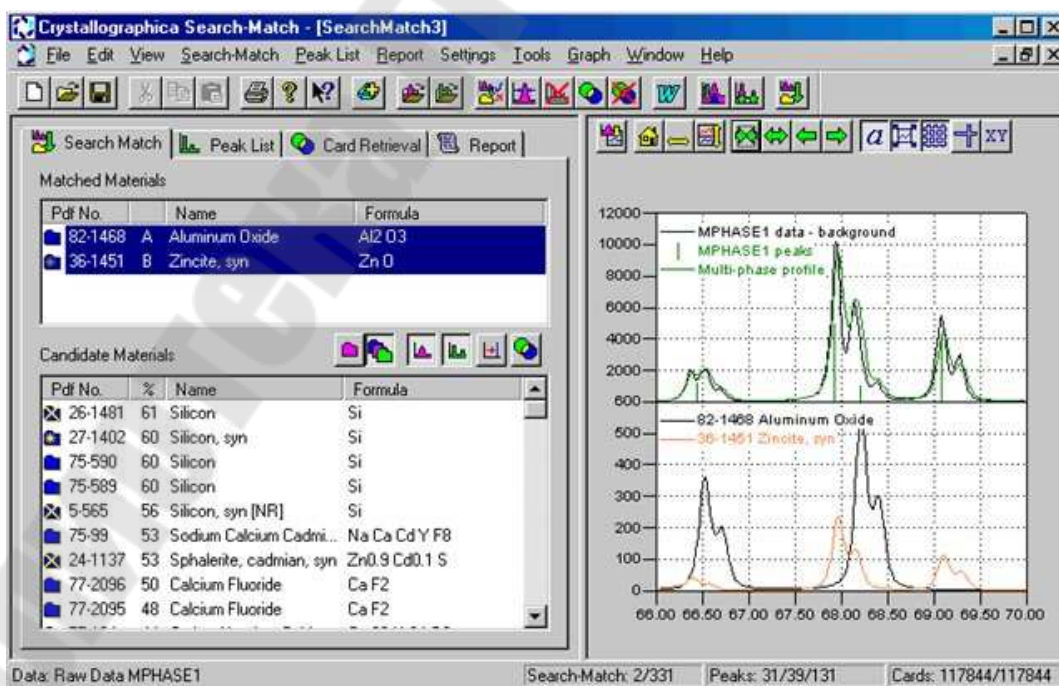 Crystallographica Search-Match - [SearchMatch3]
File Edit View Search-Match Peak List Report Settings Tools Graph Window Help
Search Match Peak List Card Retrieval Report
Matched Materials
Pdf No. Name Formula
82-1468 A Aluminum Oxide Al2 O3
36-1451 B Zincite, syn Zn O
Candidate Materials
Pdf No. % Name Formula
26-1481 61 Silicon Si
27-1402 60 Silicon, syn Si
75-590 60 Silicon Si
75-589 60 Silicon Si
5-565 56 Silicon, syn [NR] Si
75-99 53 Sodium Calcium Cadmi... Na Ca Cd Y F8
24-1137 53 Sphalerite, cadmian, syn Zn0.9 Cd0.1 S
77-2096 50 Calcium Fluoride Ca F2
77-2095 48 Calcium Fluoride Ca F2
a XY
12000
10000
8000
6000
4000
2000
600
MPHASE1 data - background
MPHASE1 peaks
Multi-phase profile
500
400
300
200
100
0
82-1468 Aluminum Oxide
36-1451 Zincite, syn
66.00 66.50 67.00 67.50 68.00 68.50 69.00 69.50 70.00
Data: Raw Data MPHASE1 Search-Match: 2/331 Peaks: 31/39/131 Cards: 117844/117844